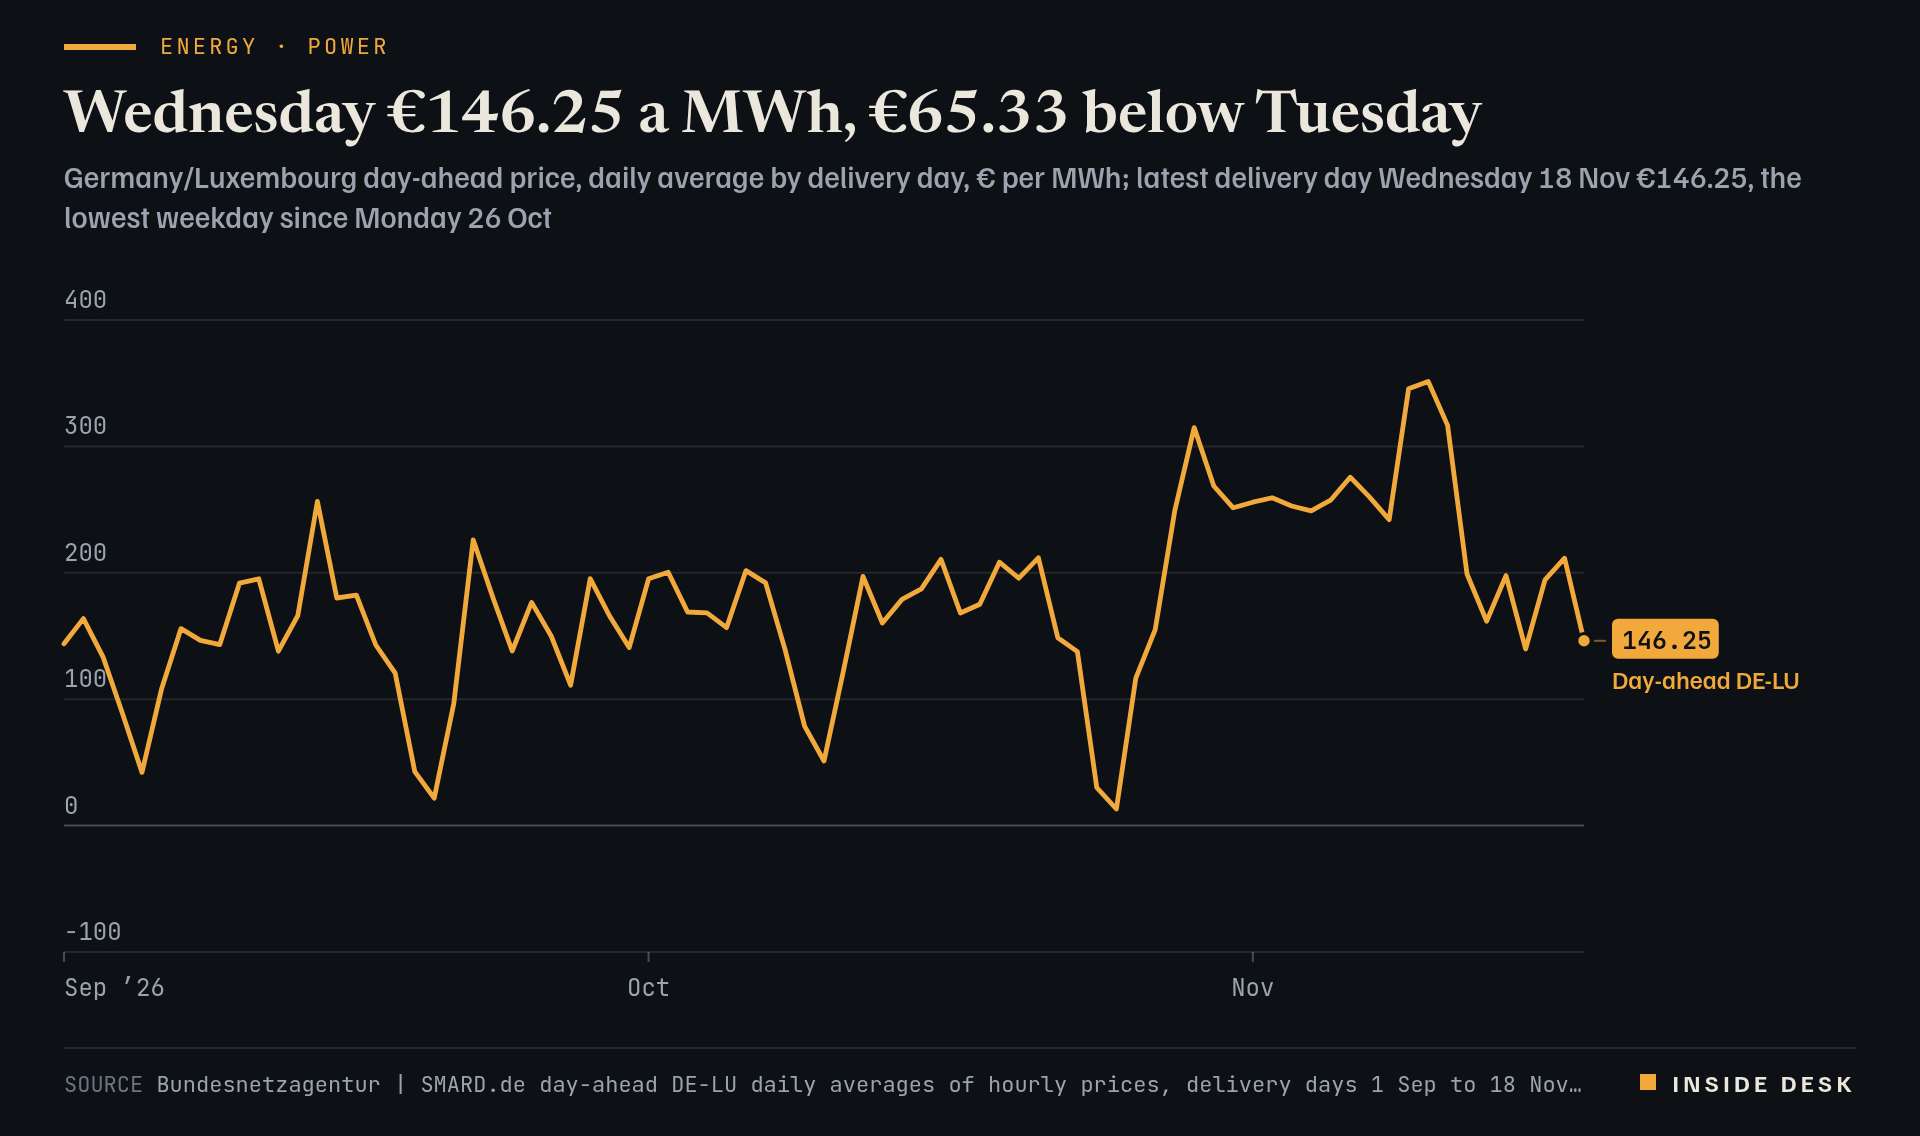 ENERGY · POWER
Wednesday €146.25 a MWh, €65.33 below Tuesday
Germany/Luxembourg day-ahead price, daily average by delivery day, € per MWh; latest delivery day Wednesday 18 Nov €146.25, the
lowest weekday since Monday 26 Oct
400
300
200
100
0
-100
146.25
Day-ahead DE-LU
Sep ’26
Oct
Nov
SOURCE Bundesnetzagentur | SMARD.de day-ahead DE-LU daily averages of hourly prices, delivery days 1 Sep to 18 Nov…
INSIDE DESK